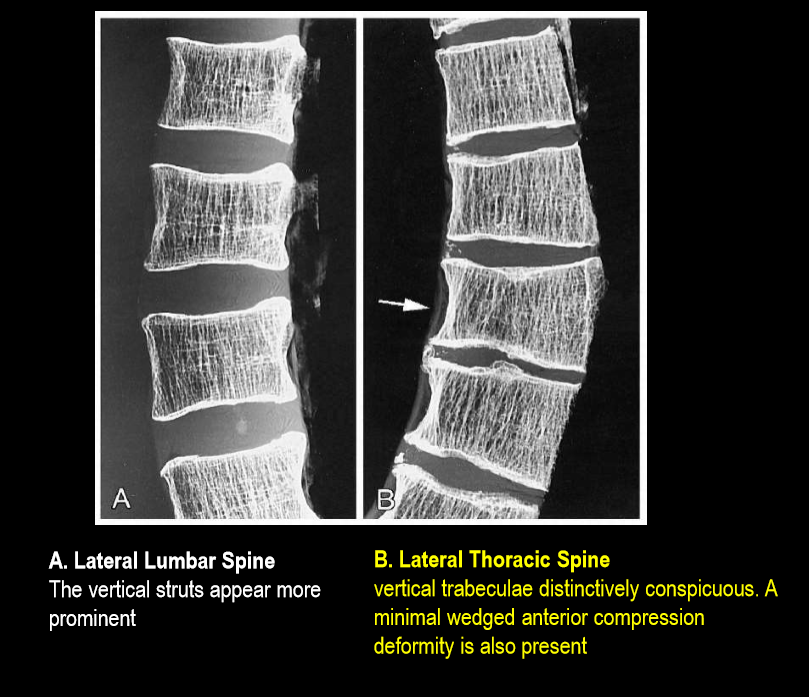 A
B
A. Lateral Lumbar Spine
The vertical struts appear more
prominent
B. Lateral Thoracic Spine
vertical trabeculae distinctively conspicuous. A
minimal wedged anterior compression
deformity is also present